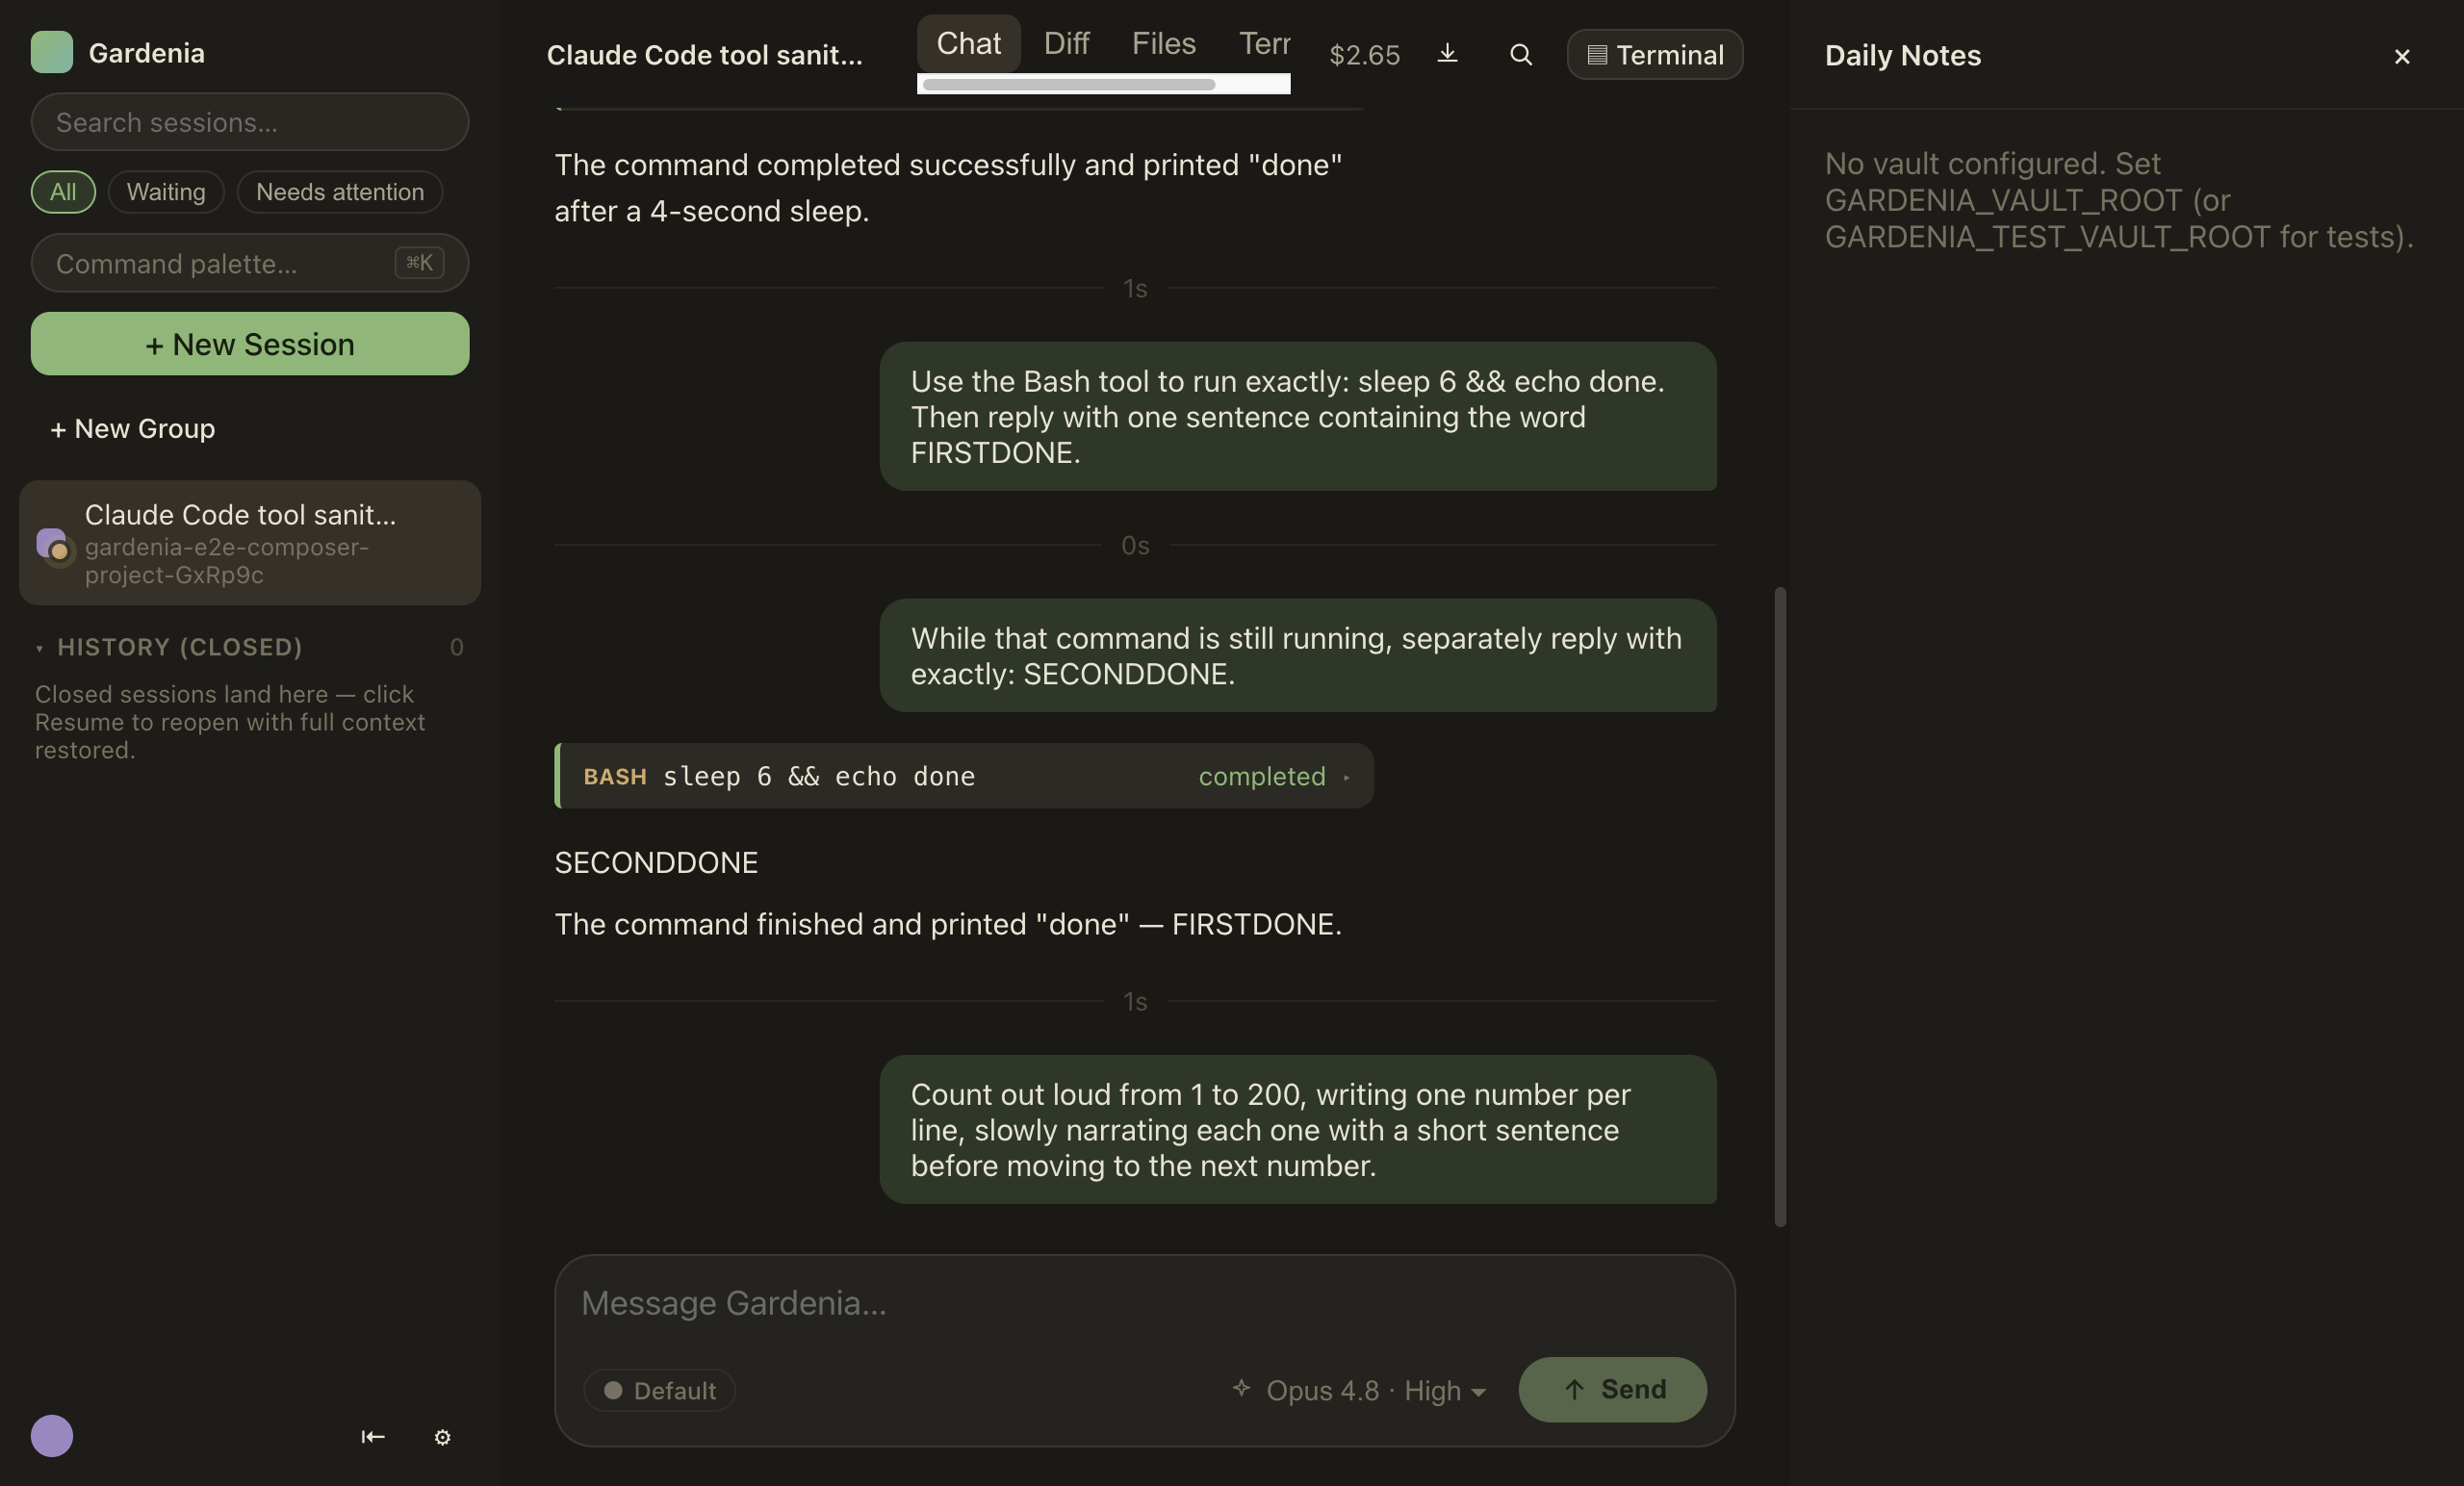 Gardenia
Search sessions...
All
Waiting
Needs attention
Command palette...
⌘K
+ New Session
+ New Group
Claude Code tool sanit...
gardenia-e2e-composer-
project-GxRp9c
HISTORY (CLOSED)
0
Closed sessions land here — click
Resume to reopen with full context
restored.
Claude Code tool sanit...
Chat
Diff
Files
Terr
$2.65
Terminal
The command completed successfully and printed "done"
after a 4-second sleep.
1s
Use the Bash tool to run exactly: sleep 6 && echo done.
Then reply with one sentence containing the word
FIRSTDONE.
0s
While that command is still running, separately reply with
exactly: SECONDDONE.
BASH sleep 6 && echo done
completed
SECONDDONE
The command finished and printed "done" — FIRSTDONE.
1s
Count out loud from 1 to 200, writing one number per
line, slowly narrating each one with a short sentence
before moving to the next number.
Message Gardenia...
Default
Opus 4.8 · High
Send
Daily Notes
No vault configured. Set
GARDENIA_VAULT_ROOT (or
GARDENIA_TEST_VAULT_ROOT for tests).